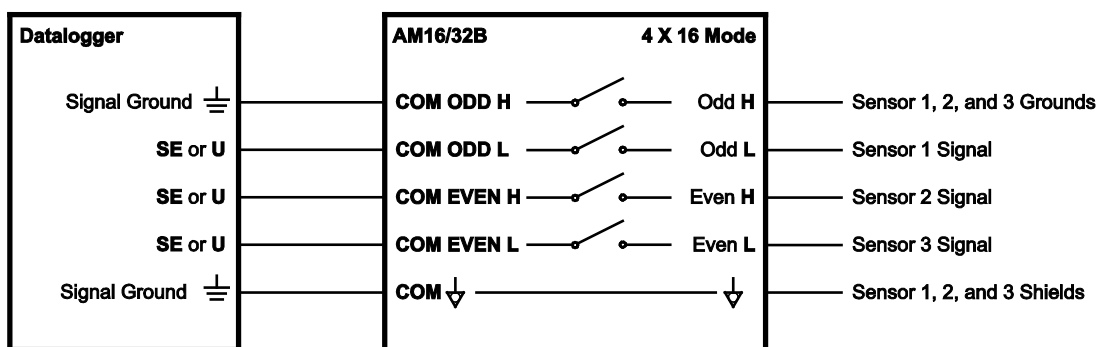 Datalogger AM16/32B 4 X 16 Mode
Signal Ground COM ODD H Odd H Sensor 1, 2, and 3 Grounds
SE or U COM ODD L Odd L Sensor 1 Signal
SE or U COM EVEN H Even H Sensor 2 Signal
SE or U COM EVEN L Even L Sensor 3 Signal
Signal Ground COM Sensor 1, 2, and 3 Shields